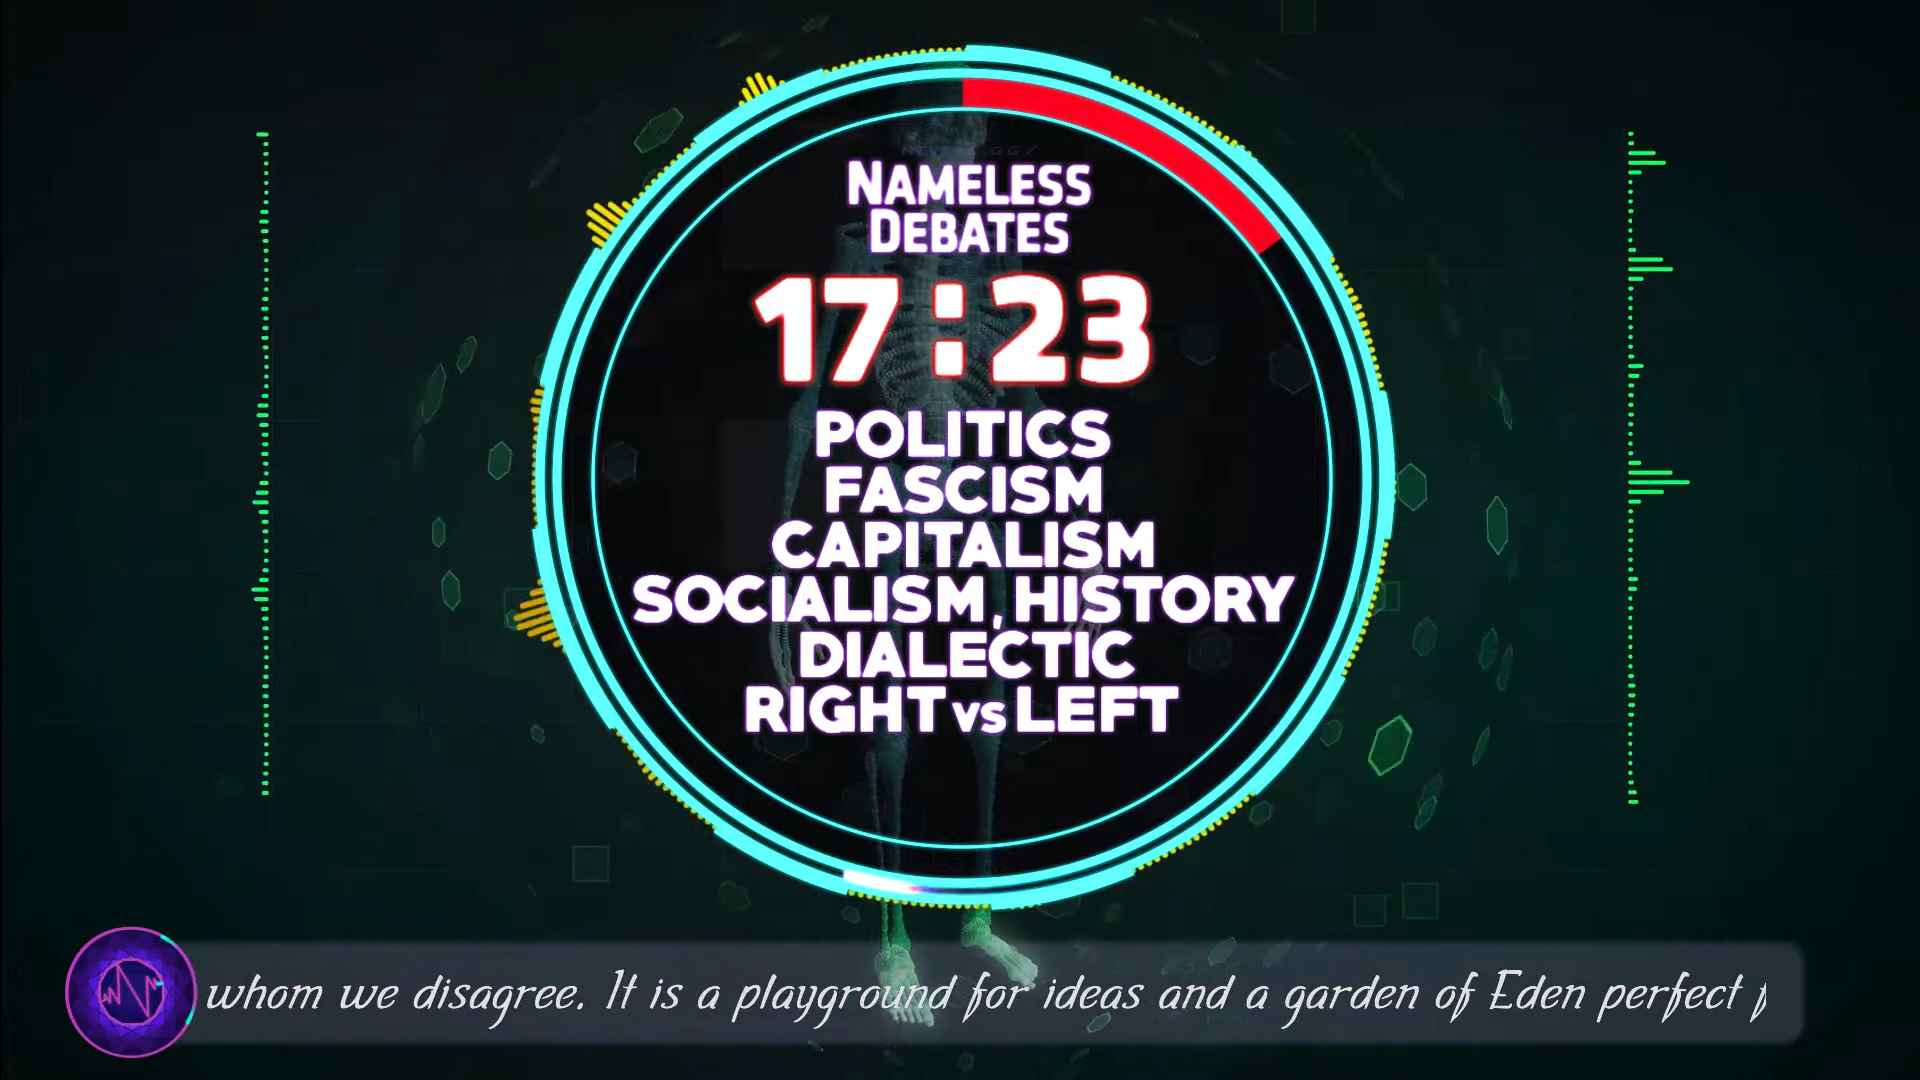 NAMELESS
DEBATES
17:23
POLITICS
FASCISM
CAPITALISM
SOCIALISM, HISTORY
DIALECTIC
RIGHT vs LEFT
whom we disagree. It is a playground for ideas and a garden of Eden perfect